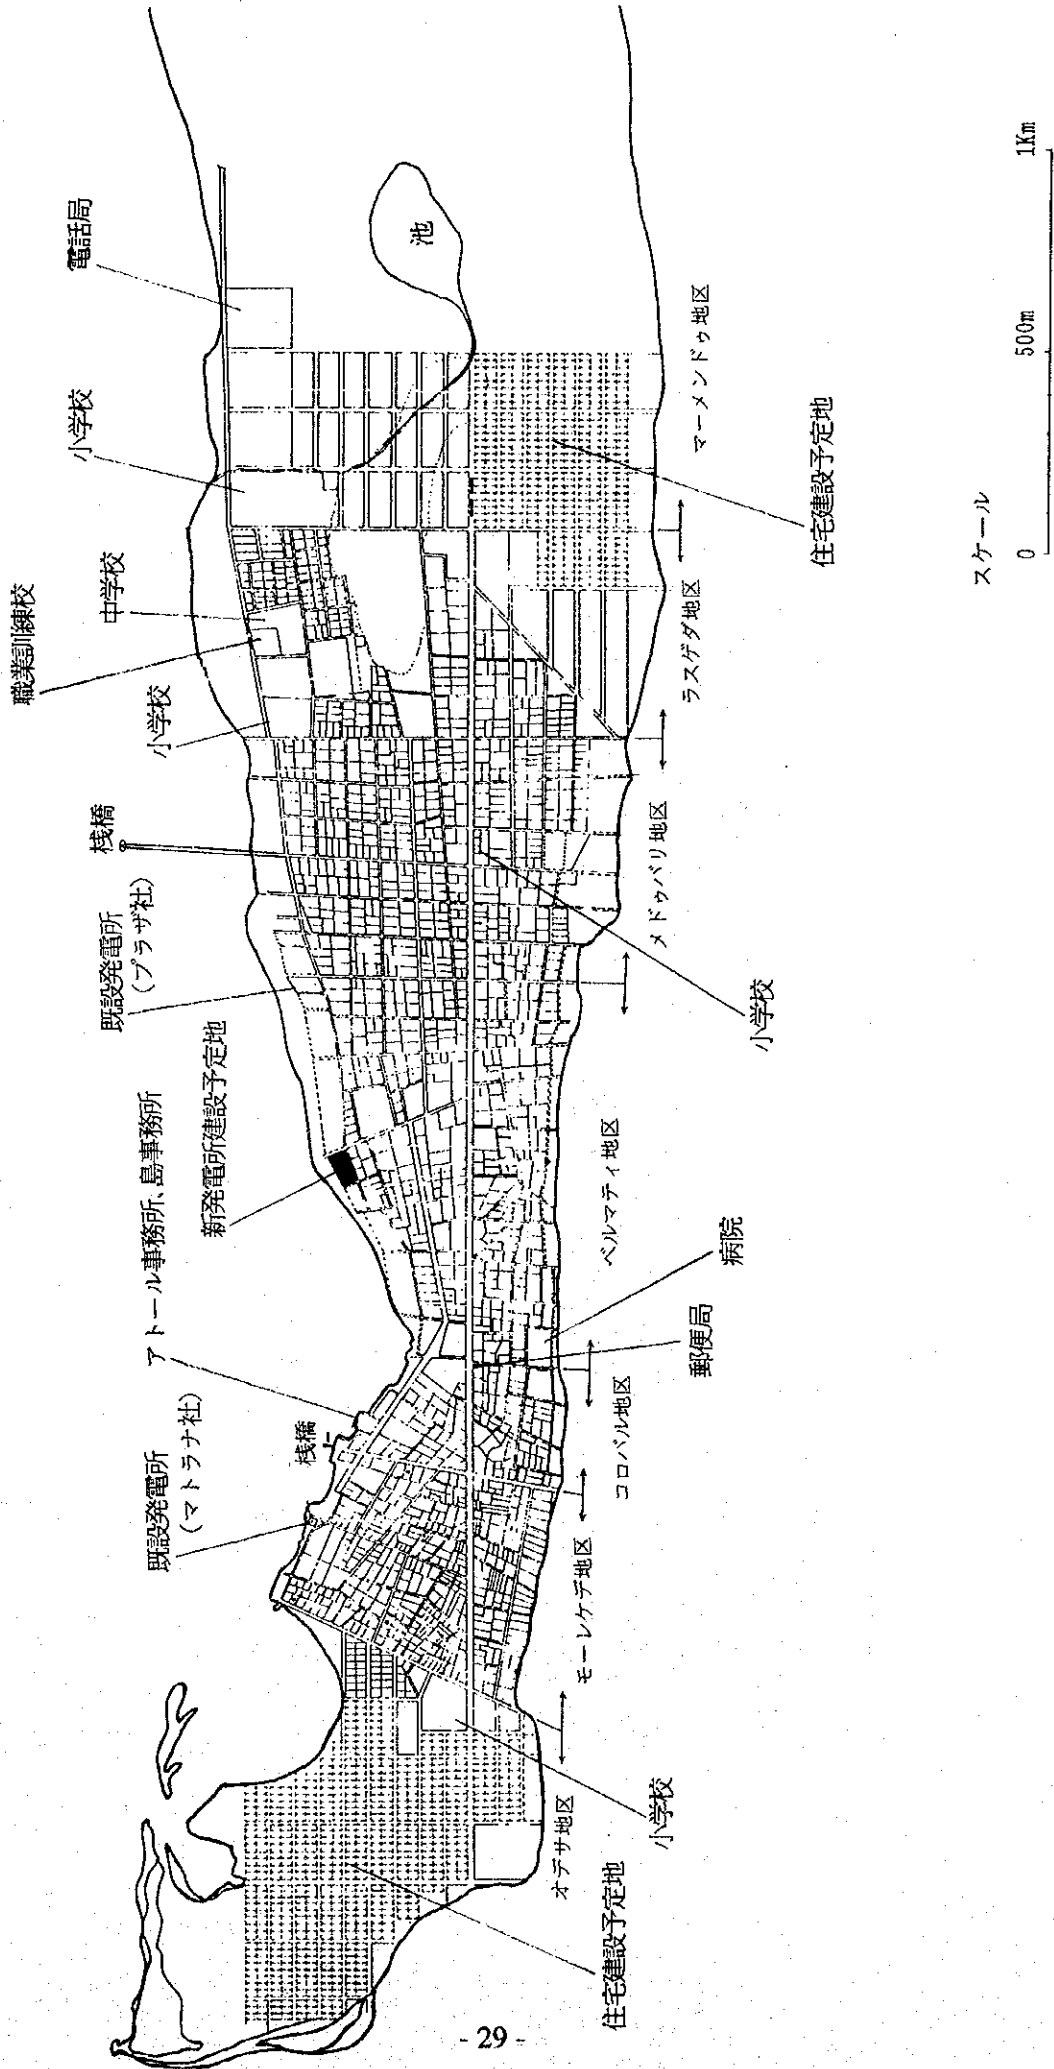 電話局
小学校
中学校
職業訓練校
小学校
桟橋
既設発電所
(プラザ社)
新発電所建設予定地
アトール事務所、島事務所
桟橋
既設発電所
(マトラナ社)
池
マーメンドゥ地区
住宅建設予定地
ラスゲダ地区
メドゥバリ地区
小学校
ベルマティ地区
病院
郵便局
コロバル地区
モーレケデ地区
小学校
オデサ地区
住宅建設予定地
スケール
0 500m 1Km
- 29 -